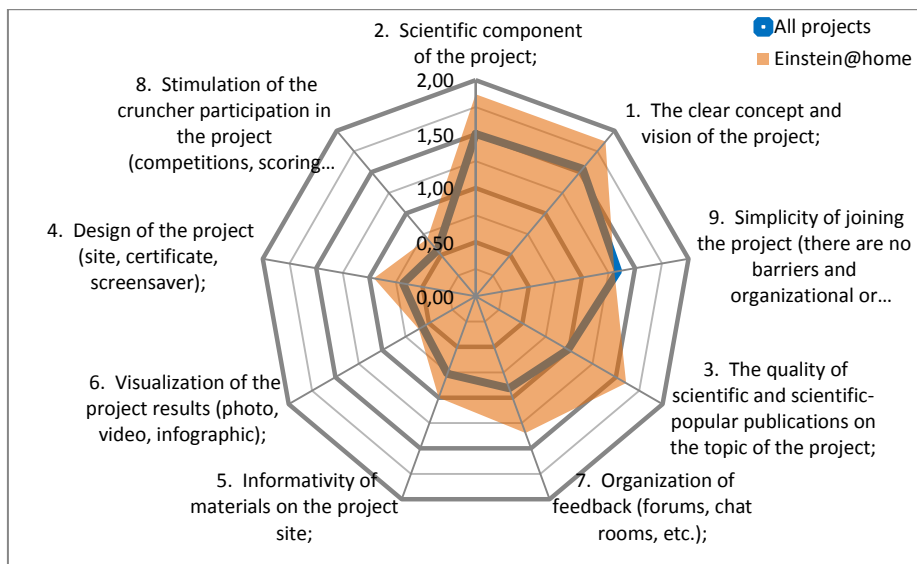 All projects
Einstein@home
2. Scientific component
of the project;
1. The clear concept and
vision of the project;
9. Simplicity of joining
the project (there are no
barriers and
organizational or...
3. The quality of
scientific and scientific-
popular publications on
the topic of the project;
7. Organization of
feedback (forums, chat
rooms, etc.);
5. Informativity of
materials on the project
site;
6. Visualization of the
project results (photo,
video, infographic);
4. Design of the project
(site, certificate,
screensaver);
8. Stimulation of the
cruncher participation in
the project
(competitions, scoring...
2,00
1,50
1,00
0,50
0,00